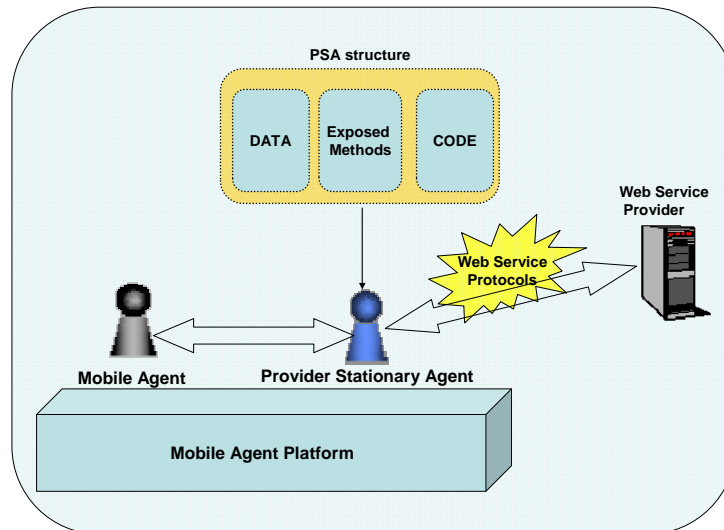 PSA structure
DATA
Exposed
Methods
CODE
Web Service
Provider
Web Service
Protocols
Mobile Agent
Provider Stationary Agent
Mobile Agent Platform